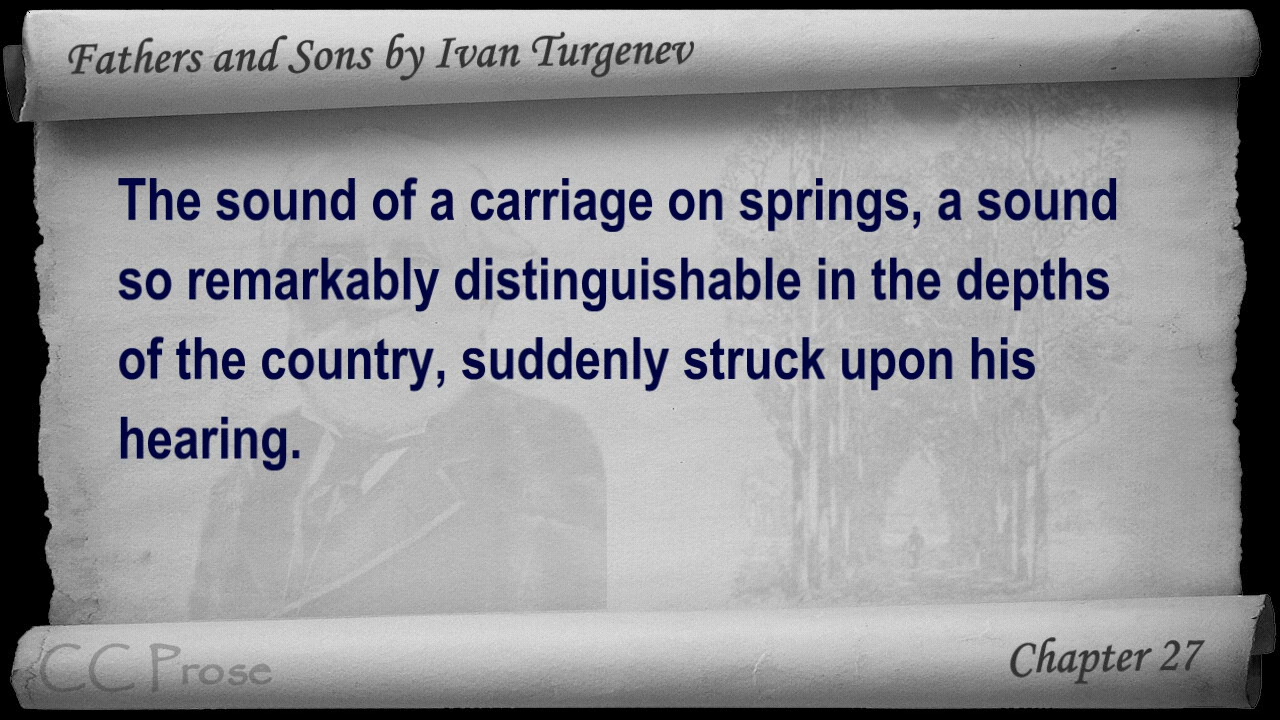 Fathers and Sons by Ivan Turgenev
The sound of a carriage on springs, a sound
so remarkably distinguishable in the depths
of the country, suddenly struck upon his
hearing.
CC Prose
Chapter 27